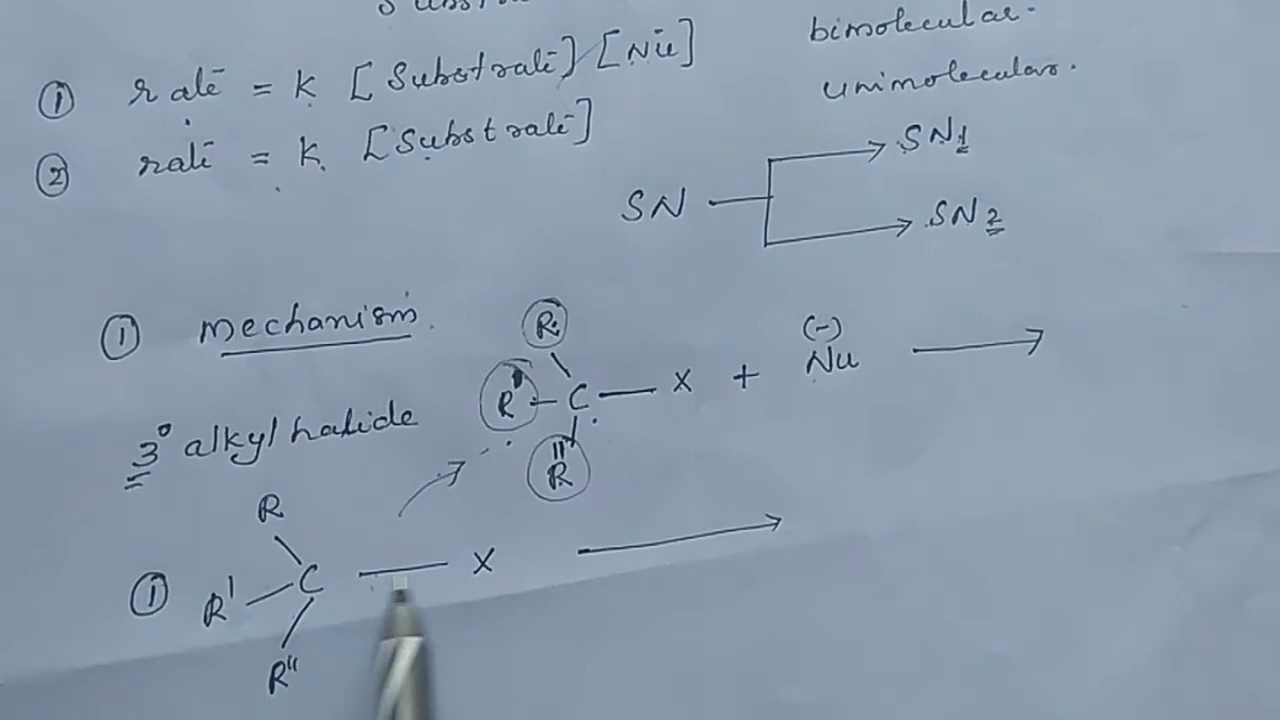 ① rate = K [Substrate] [Nu]
② rate = K [Substrate]
bimolecular.
unimolecular.
SN → SN1
→ SN2
① mechanism.
3° alkyl halide
R
R' — C — X + Nu(-) →
R"
R
① R' — C — X →
R"